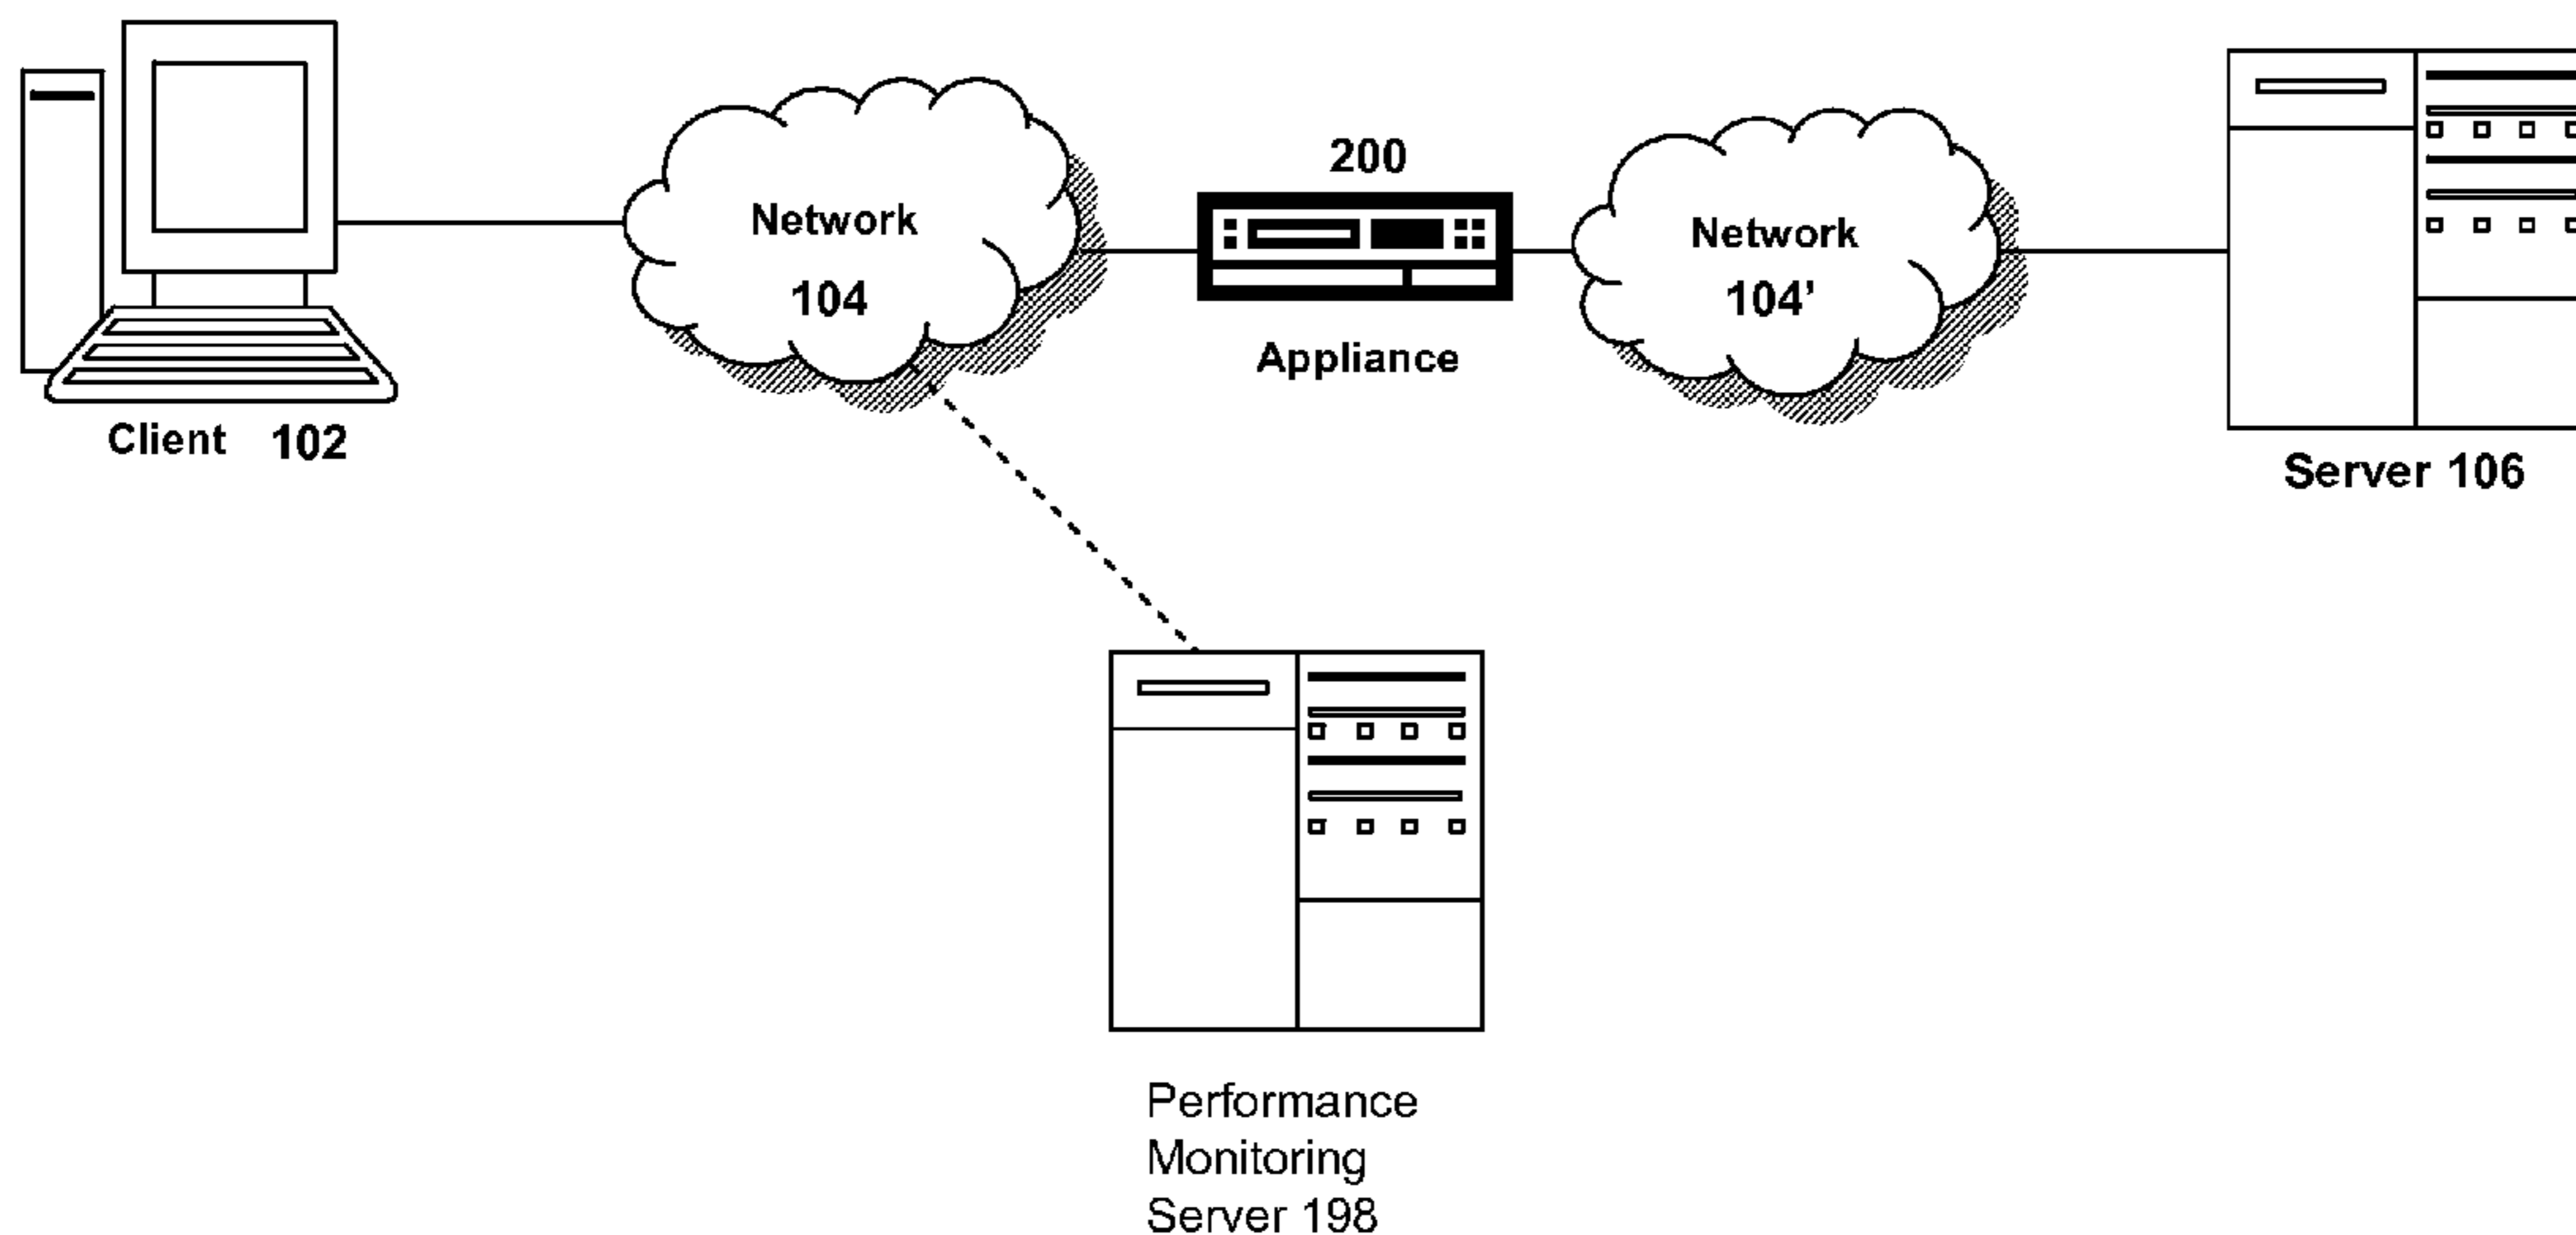 200
Network
104
Network
104’
Appliance
Client 102
Server 106
Performance
Monitoring
Server 198